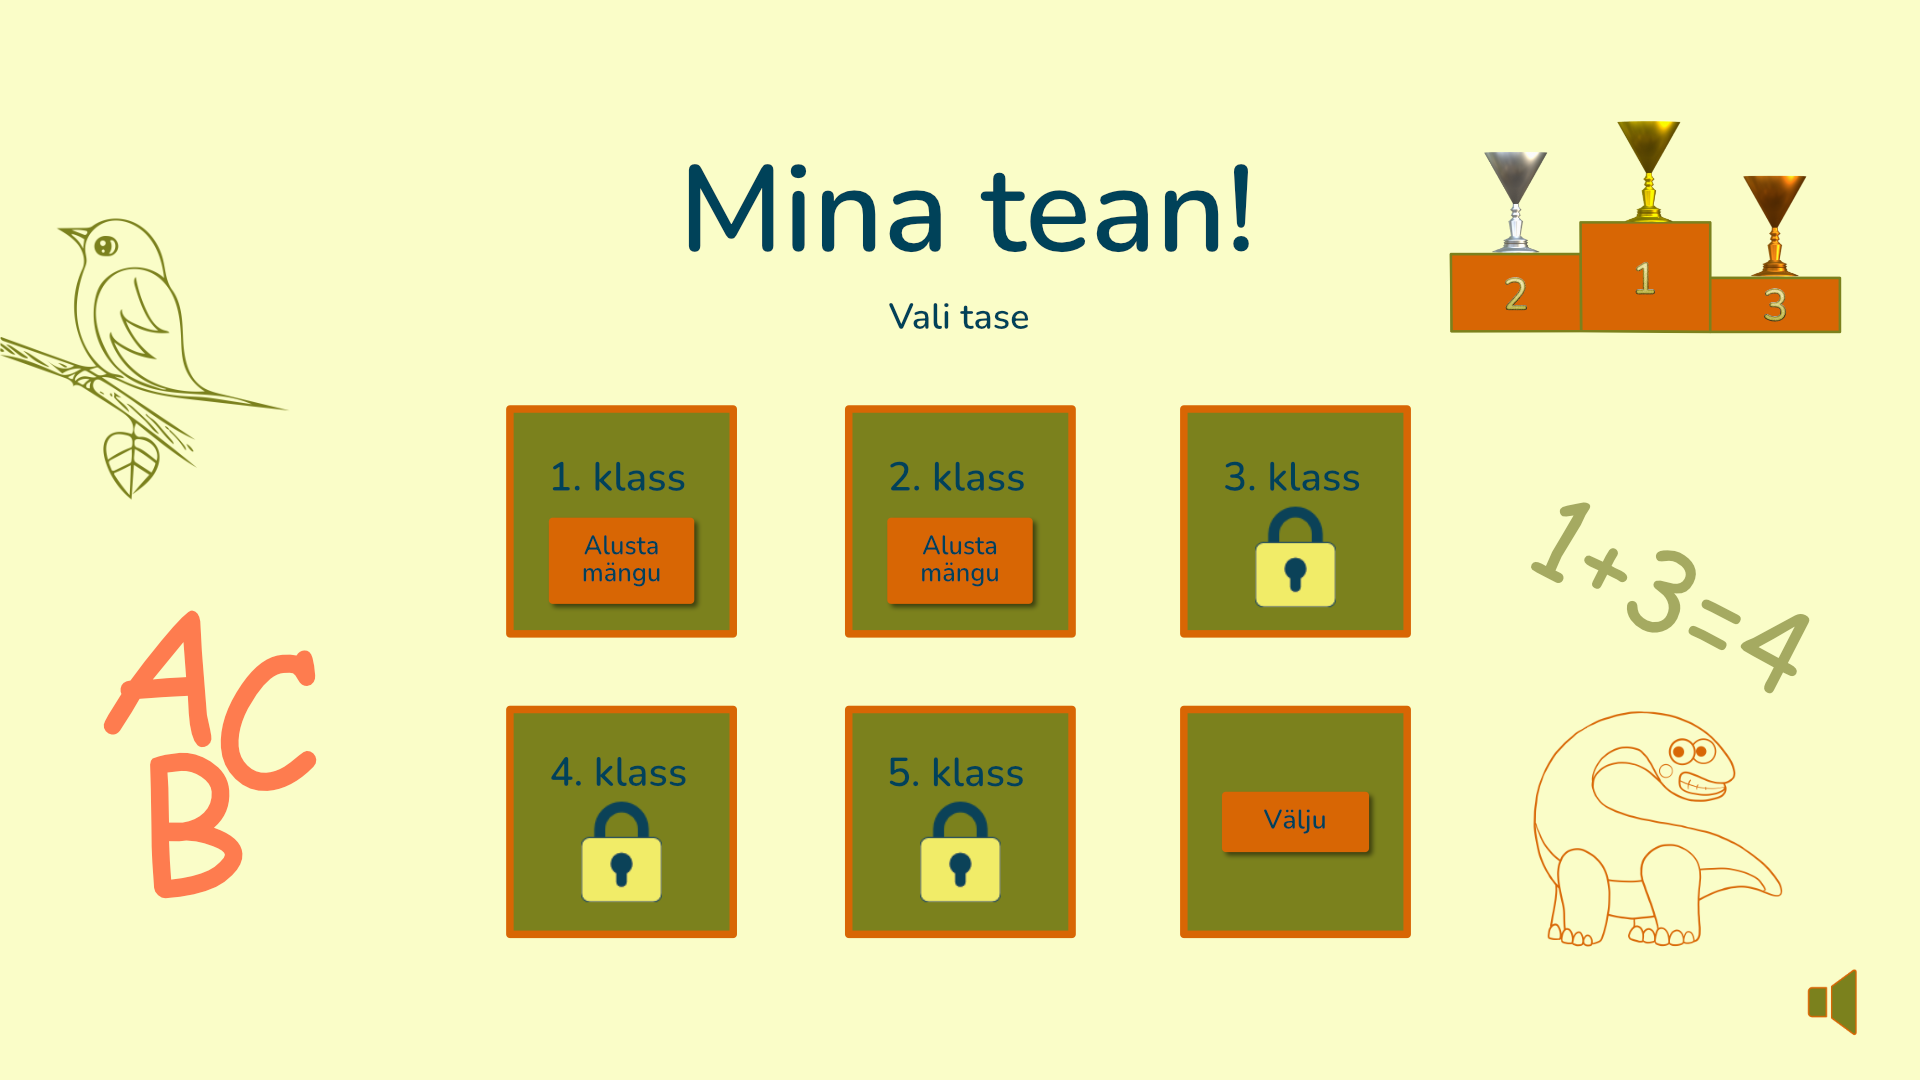 Mina tean!
Vali tase
2
1
3
1. klass
Alusta
mängu
2. klass
Alusta
mängu
3. klass
1+3=4
A
C
B
4. klass
5. klass
Välju